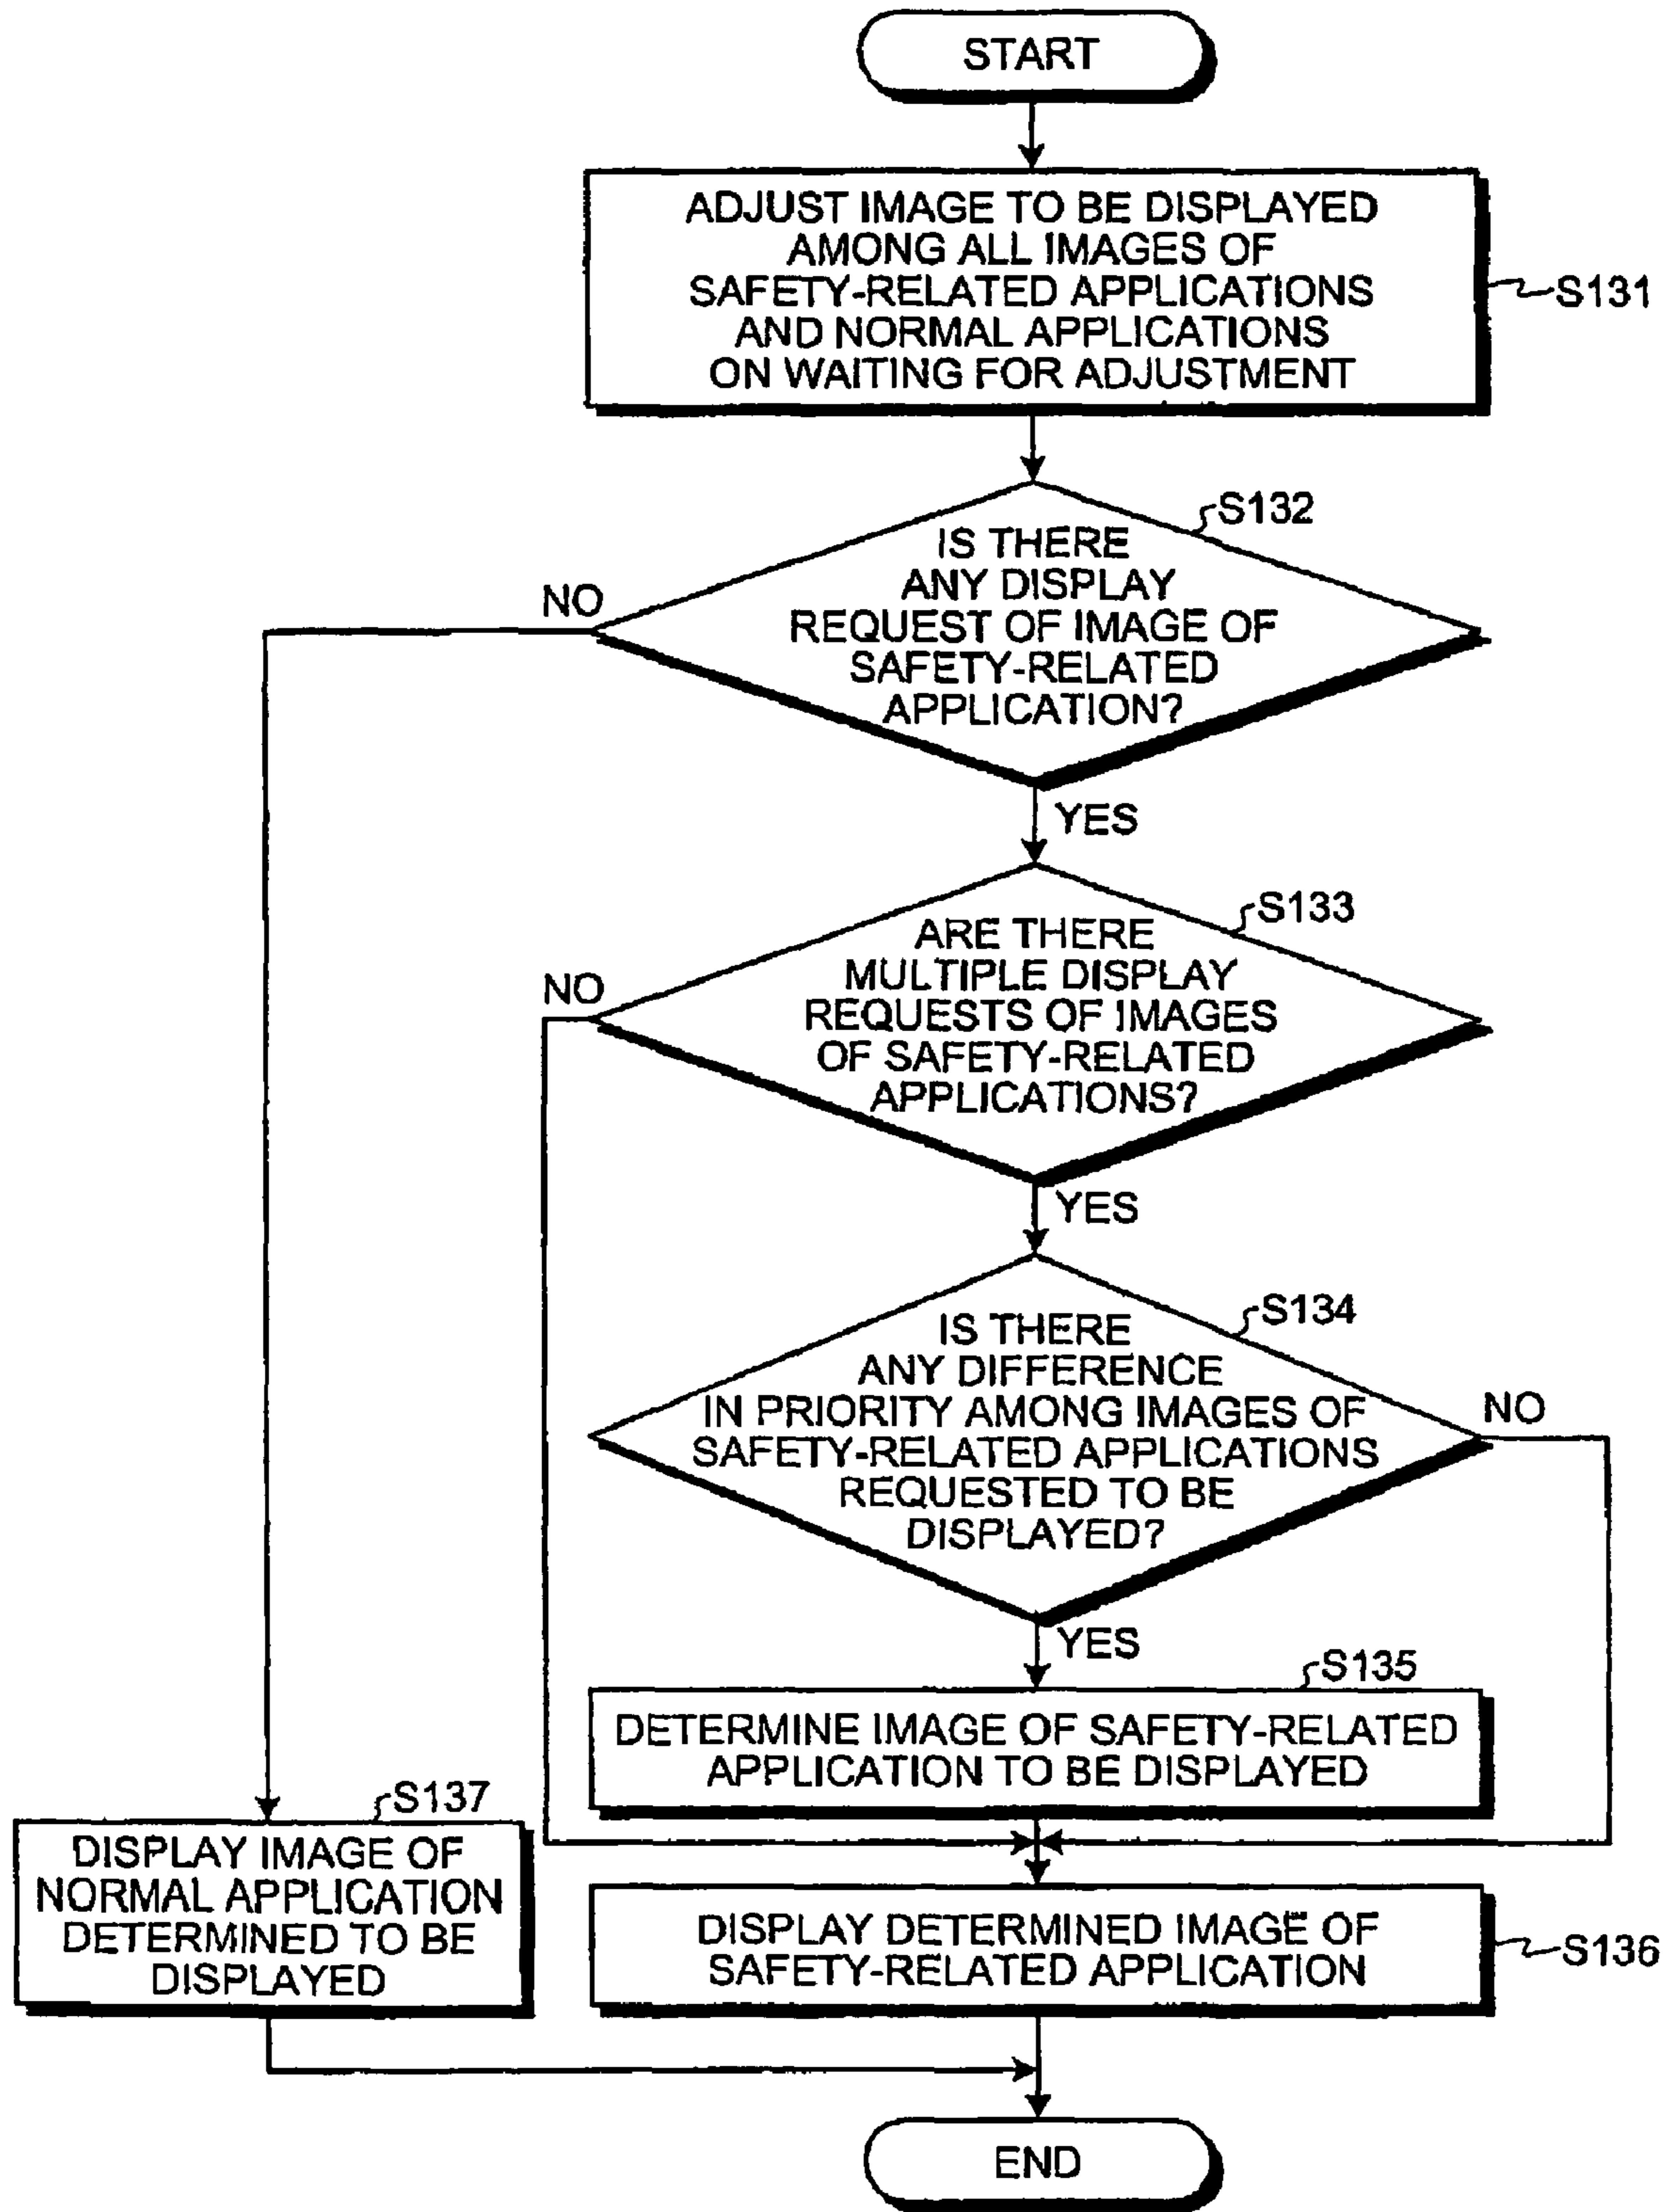 START
ADJUST IMAGE TO BE DISPLAYED
AMONG ALL IMAGES OF
SAFETY-RELATED APPLICATIONS
AND NORMAL APPLICATIONS
ON WAITING FOR ADJUSTMENT
S131
S132
IS THERE
ANY DISPLAY
REQUEST OF IMAGE OF
SAFETY-RELATED
APPLICATION?
NO
YES
S133
ARE THERE
MULTIPLE DISPLAY
REQUESTS OF IMAGES
OF SAFETY-RELATED
APPLICATIONS?
NO
YES
S134
IS THERE
ANY DIFFERENCE
IN PRIORITY AMONG IMAGES OF
SAFETY-RELATED APPLICATIONS
REQUESTED TO BE
DISPLAYED?
NO
YES
S135
DETERMINE IMAGE OF SAFETY-RELATED
APPLICATION TO BE DISPLAYED
S137
DISPLAY IMAGE OF
NORMAL APPLICATION
DETERMINED TO BE
DISPLAYED
DISPLAY DETERMINED IMAGE OF
SAFETY-RELATED APPLICATION
S136
END